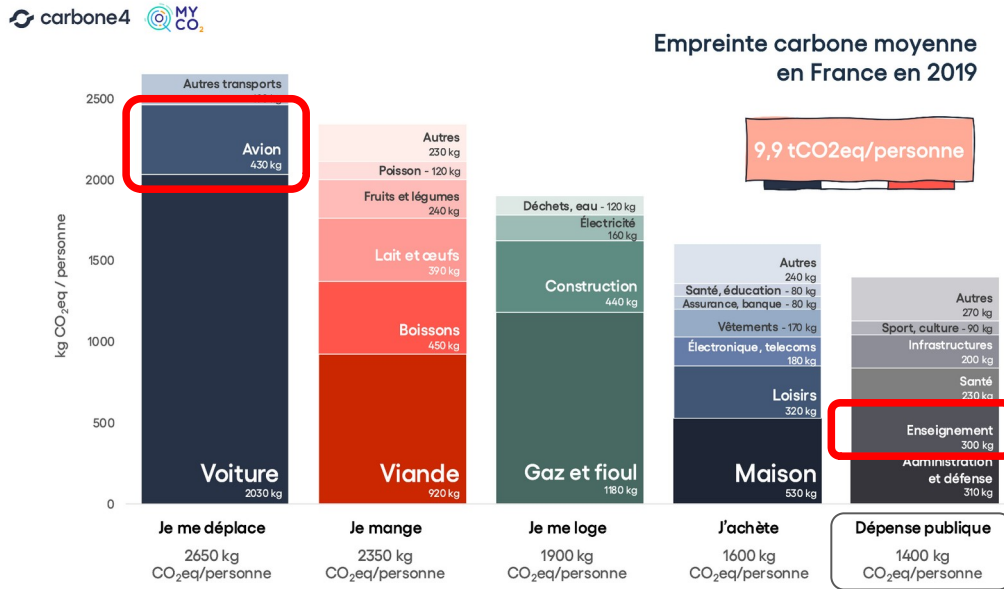 carbone4
MY
CO₂
Empreinte carbone moyenne
en France en 2019
9,9 tCO2eq/personne
kg CO₂eq / personne
2500
2000
1500
1000
500
0
Autres transports
Avion
430 kg
Voiture
2030 kg
Autres
230 kg
Poisson - 120 kg
Fruits et légumes
240 kg
Lait et œufs
390 kg
Boissons
450 kg
Viande
920 kg
Déchets, eau - 120 kg
Électricité
160 kg
Construction
440 kg
Gaz et fioul
1180 kg
Autres
240 kg
Santé, éducation - 80 kg
Assurance, banque - 80 kg
Vêtements - 170 kg
Électronique, telecoms
180 kg
Loisirs
320 kg
Maison
530 kg
Autres
270 kg
Sport, culture - 90 kg
Infrastructures
200 kg
Santé
230 kg
Enseignement
300 kg
Administration
et défense
310 kg
Je me déplace
2650 kg
CO₂eq/personne
Je mange
2350 kg
CO₂eq/personne
Je me loge
1900 kg
CO₂eq/personne
J'achète
1600 kg
CO₂eq/personne
Dépense publique
1400 kg
CO₂eq/personne